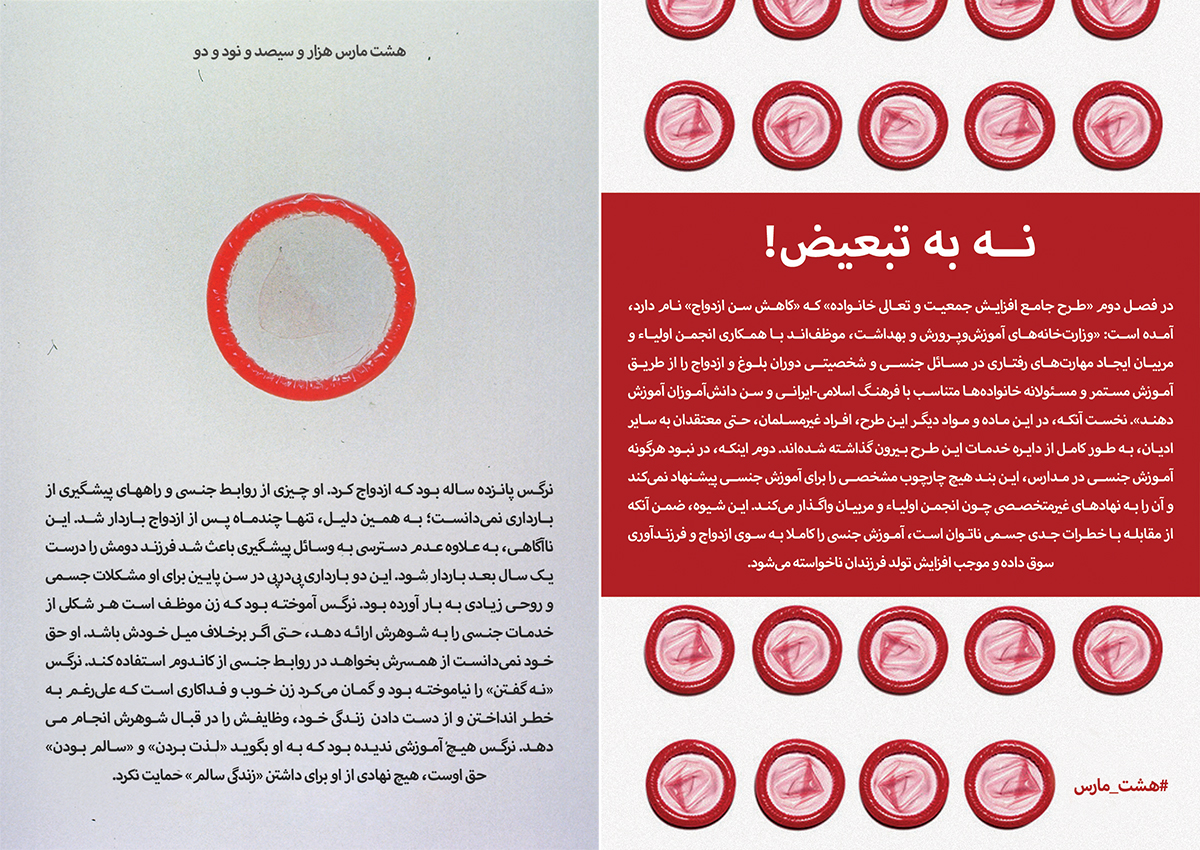 نــه به تبعیض!
در فصل دوم «طرح جامع افزایش جمعیت و تعالی خانواده» که «کاهش سن ازدواج» نام دارد،
آمده است: «وزارت‌خانه‌های آموزش‌وپرورش و بهداشت، موظف‌اند با همکاری انجمن اولیاء و
مربیان ایجاد مهارت‌های رفتاری در مسائل جنسی و شخصیتی دوران بلوغ و ازدواج را از طریق
آموزش مستمر و مسئولانه خانواده‌ها متناسب با فرهنگ اسلامی-ایرانی و سن دانش‌آموزان آموزش
دهند». نخست آنکه، در این ماده و مواد دیگر این طرح، افراد غیرمسلمان، حتی معتقدان به سایر
ادیان، به طور کامل از دایره خدمات این طرح بیرون گذاشته شده‌اند. دوم اینکه، در نبود هرگونه
آموزش جنسی در مدارس، این بند هیچ چارچوب مشخصی را برای آموزش جنسی پیشنهاد نمی‌کند
و آن را به نهادهای غیرمتخصصی چون انجمن اولیاء و مربیان واگذار می‌کند. این شیوه، ضمن آنکه
از مقابله با خطرات جدی جسمی ناتوان است، آموزش جنسی را کاملا به سوی ازدواج و فرزندآوری
سوق داده و موجب افزایش تولد فرزندان ناخواسته می‌شود.
#هشت_مارس
هشت مارس هزار و سیصد و نود و دو
نرگس پانزده ساله بود که ازدواج کرد. او چیزی از روابط جنسی و راههای پیشگیری از
بارداری نمی‌دانست؛ به همین دلیل، تنها چندماه پس از ازدواج باردار شد. این
ناآگاهی، به علاوه عدم دسترسی به وسائل پیشگیری باعث شد فرزند دومش را درست
یک سال بعد باردار شود. این دو بارداری پی‌درپی در سن پایین برای او مشکلات جسمی
و روحی زیادی به بار آورده بود. نرگس آموخته بود که زن موظف است هر شکلی از
خدمات جنسی را به شوهرش ارائه دهد، حتی اگر برخلاف میل خودش باشد. او حق
خود نمی‌دانست از همسرش بخواهد در روابط جنسی از کاندوم استفاده کند. نرگس
«نه گفتن» را نیاموخته بود و گمان می‌کرد زن خوب و فداکاری است که علی‌رغم به
خطر انداختن و از دست دادن زندگی خود، وظایفش را در قبال شوهرش انجام می
دهد. نرگس هیچ آموزشی ندیده بود که به او بگوید «لذت بردن» و «سالم بودن»
حق اوست، هیچ نهادی از او برای داشتن «زندگی سالم» حمایت نکرد.